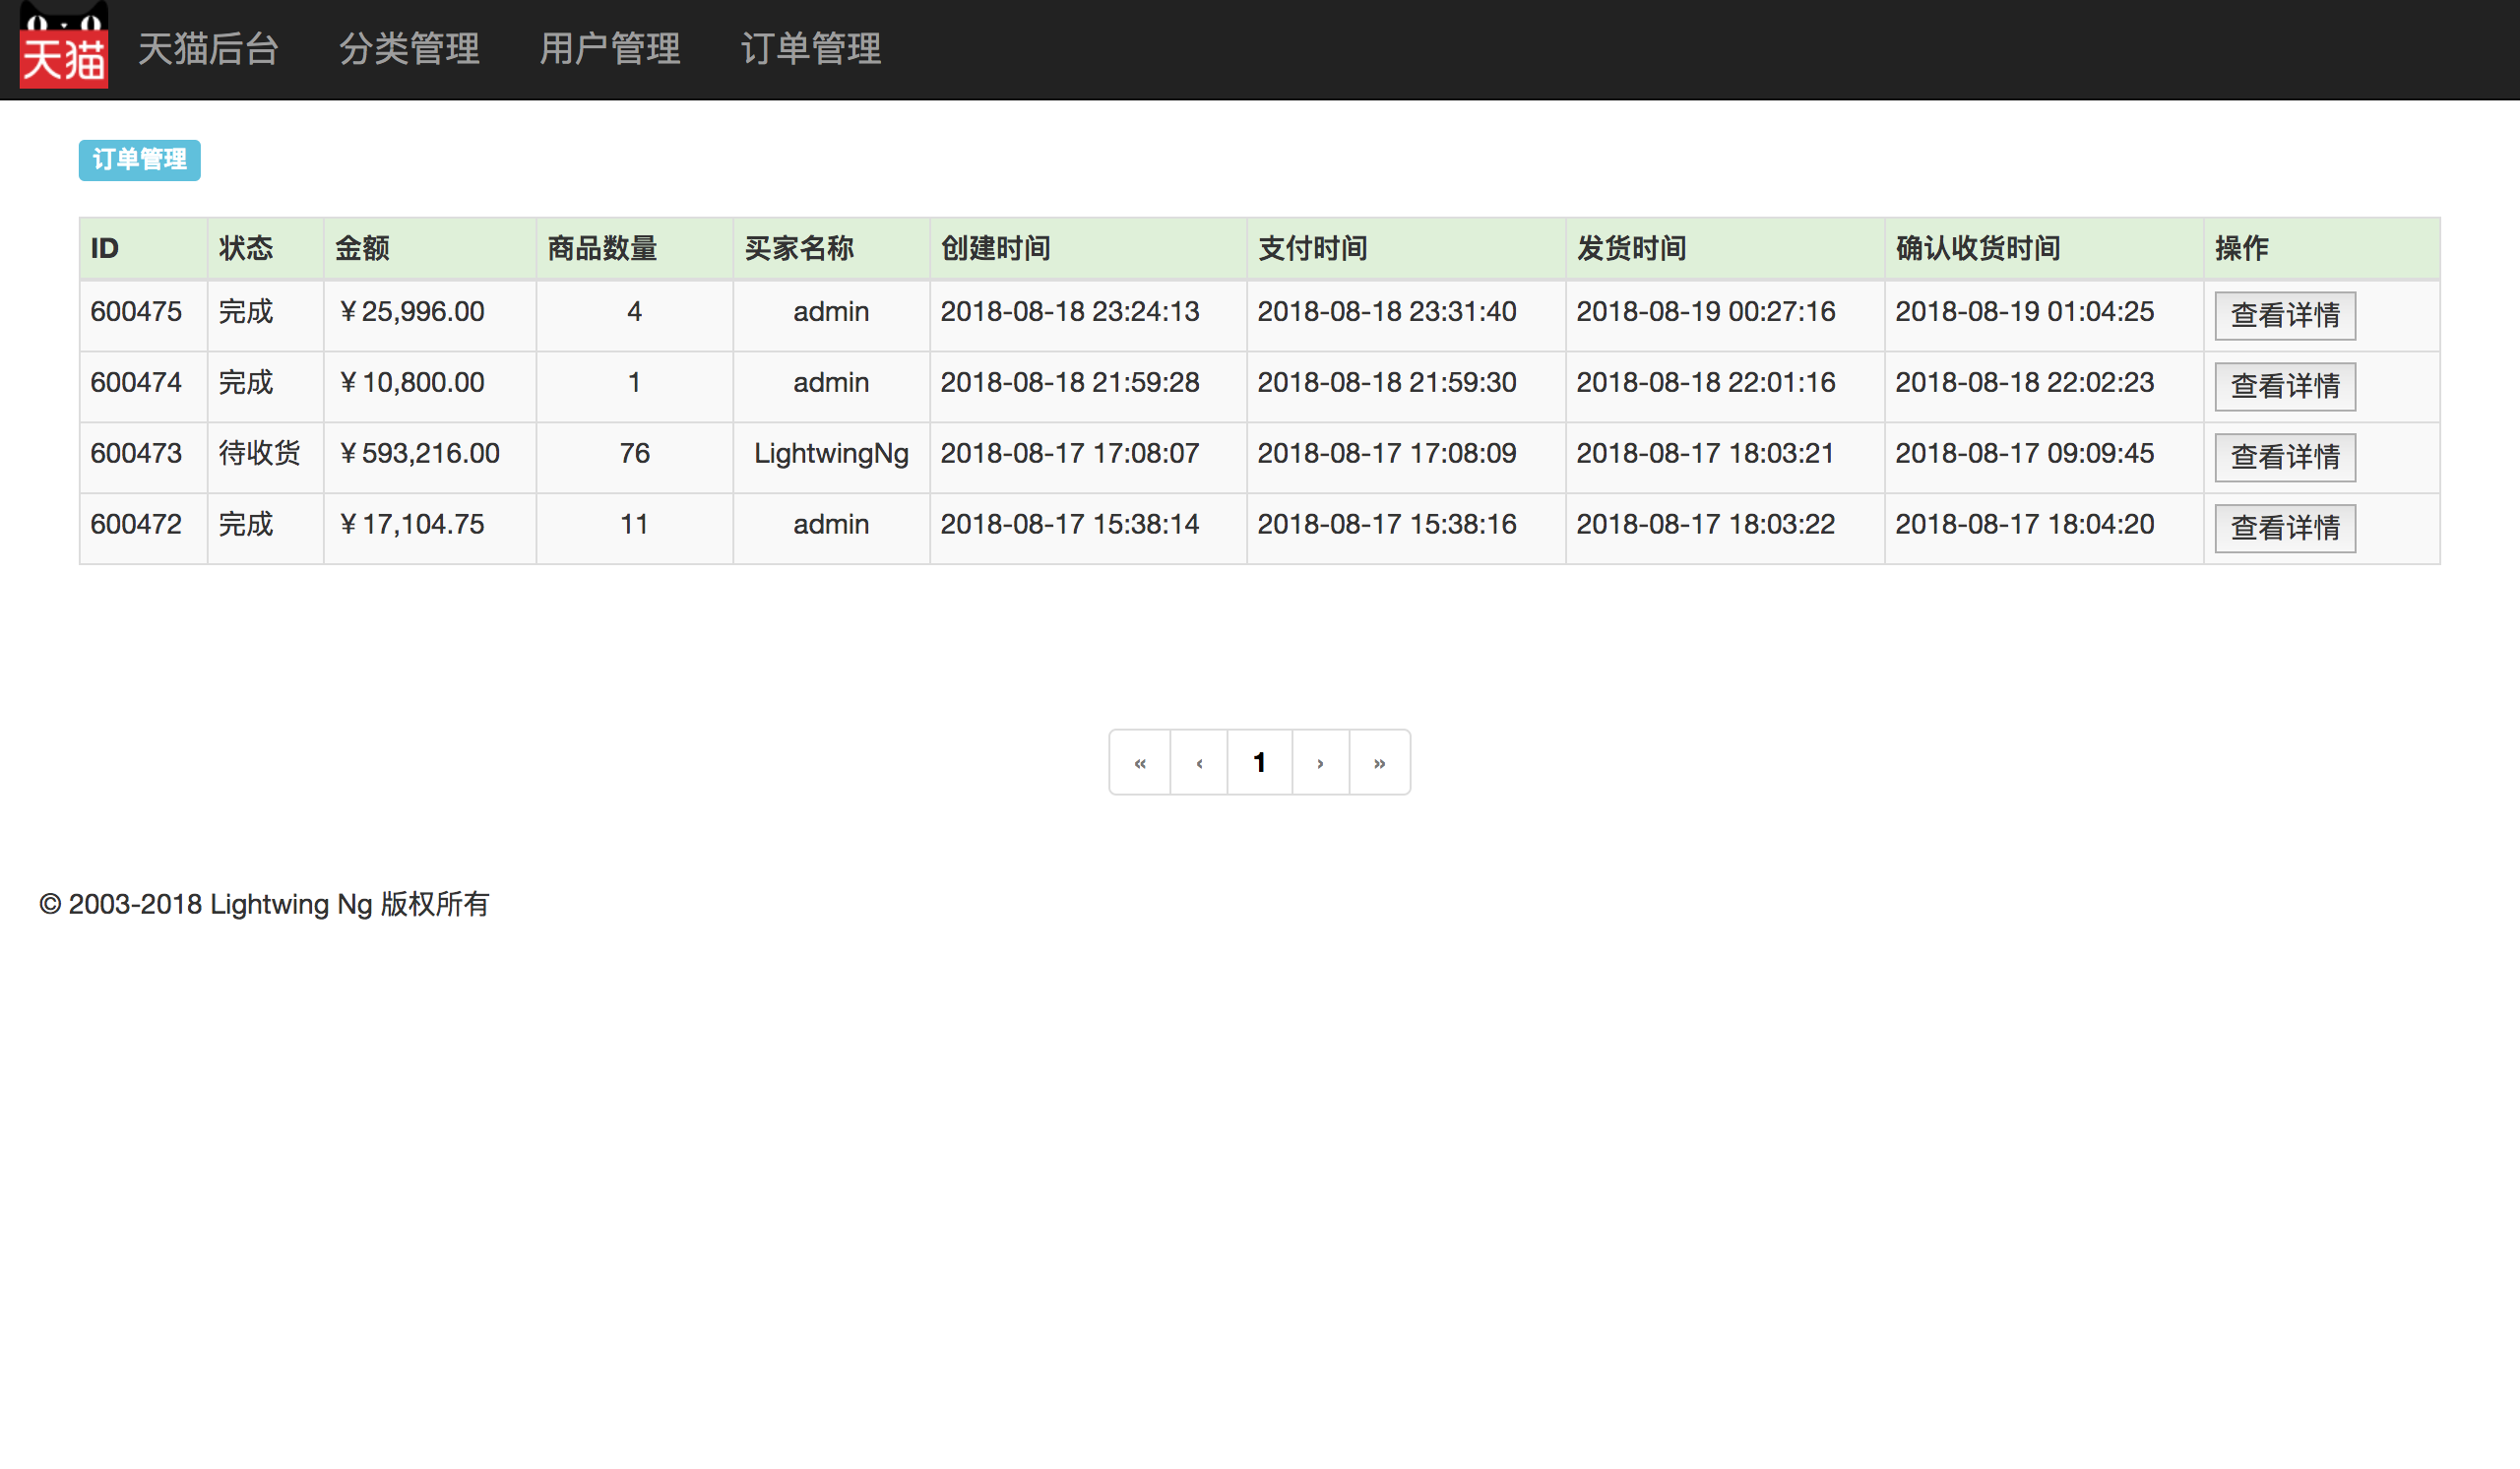 天猫 天猫后台 分类管理 用户管理 订单管理
订单管理
ID 状态 金额 商品数量 买家名称 创建时间 支付时间 发货时间 确认收货时间 操作
600475 完成 ￥25,996.00 4 admin 2018-08-18 23:24:13 2018-08-18 23:31:40 2018-08-19 00:27:16 2018-08-19 01:04:25 查看详情
600474 完成 ￥10,800.00 1 admin 2018-08-18 21:59:28 2018-08-18 21:59:30 2018-08-18 22:01:16 2018-08-18 22:02:23 查看详情
600473 待收货 ￥593,216.00 76 LightwingNg 2018-08-17 17:08:07 2018-08-17 17:08:09 2018-08-17 18:03:21 2018-08-17 09:09:45 查看详情
600472 完成 ￥17,104.75 11 admin 2018-08-17 15:38:14 2018-08-17 15:38:16 2018-08-17 18:03:22 2018-08-17 18:04:20 查看详情
« ‹ 1 › »
© 2003-2018 Lightwing Ng 版权所有